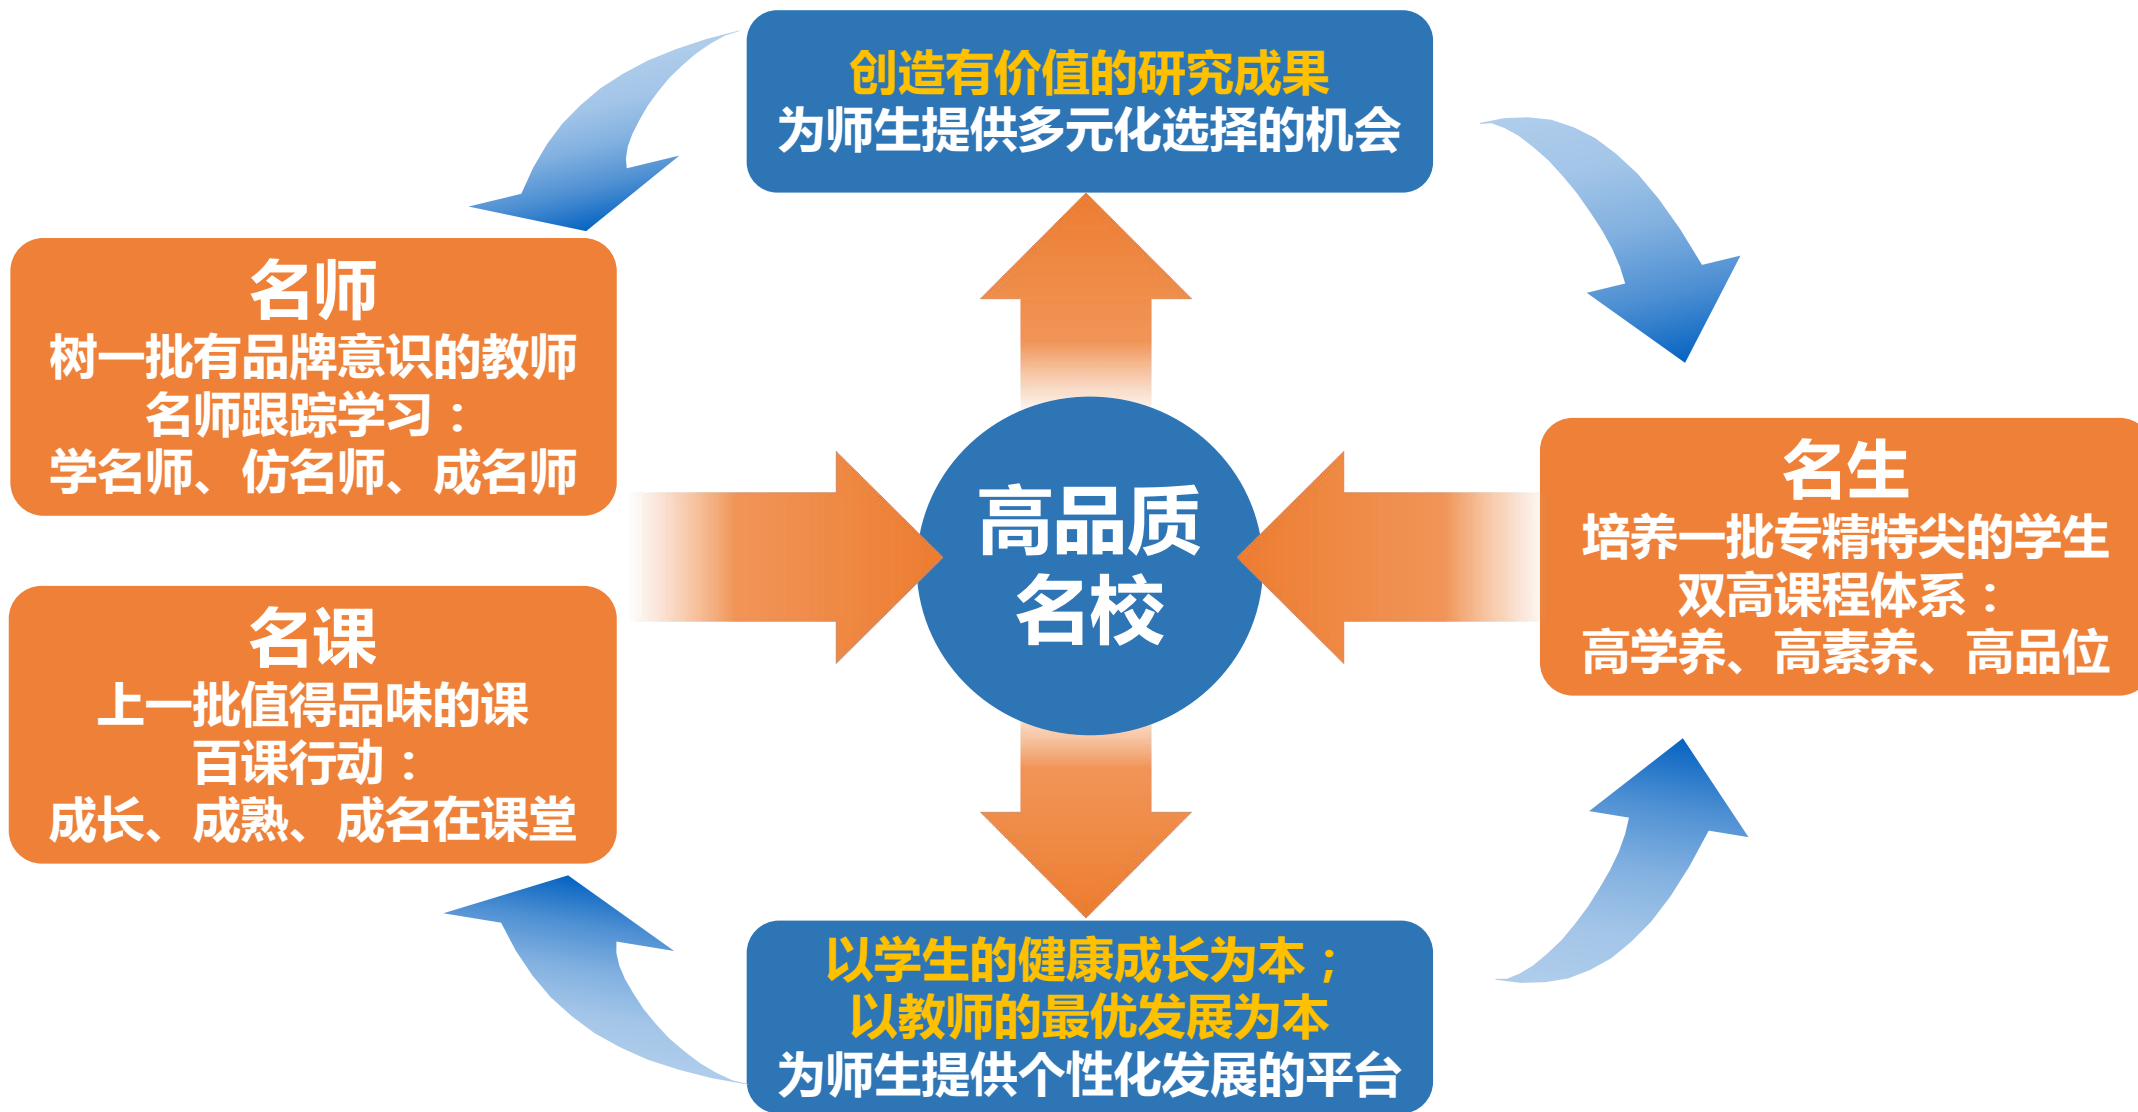 创造有价值的研究成果
为师生提供多元化选择的机会
名师
树一批有品牌意识的教师
名师跟踪学习：
学名师、仿名师、成名师
名课
上一批值得品味的课
百课行动：
成长、成熟、成名在课堂
高品质
名校
名生
培养一批专精特尖的学生
双高课程体系：
高学养、高素养、高品位
以学生的健康成长为本；
以教师的最优发展为本
为师生提供个性化发展的平台